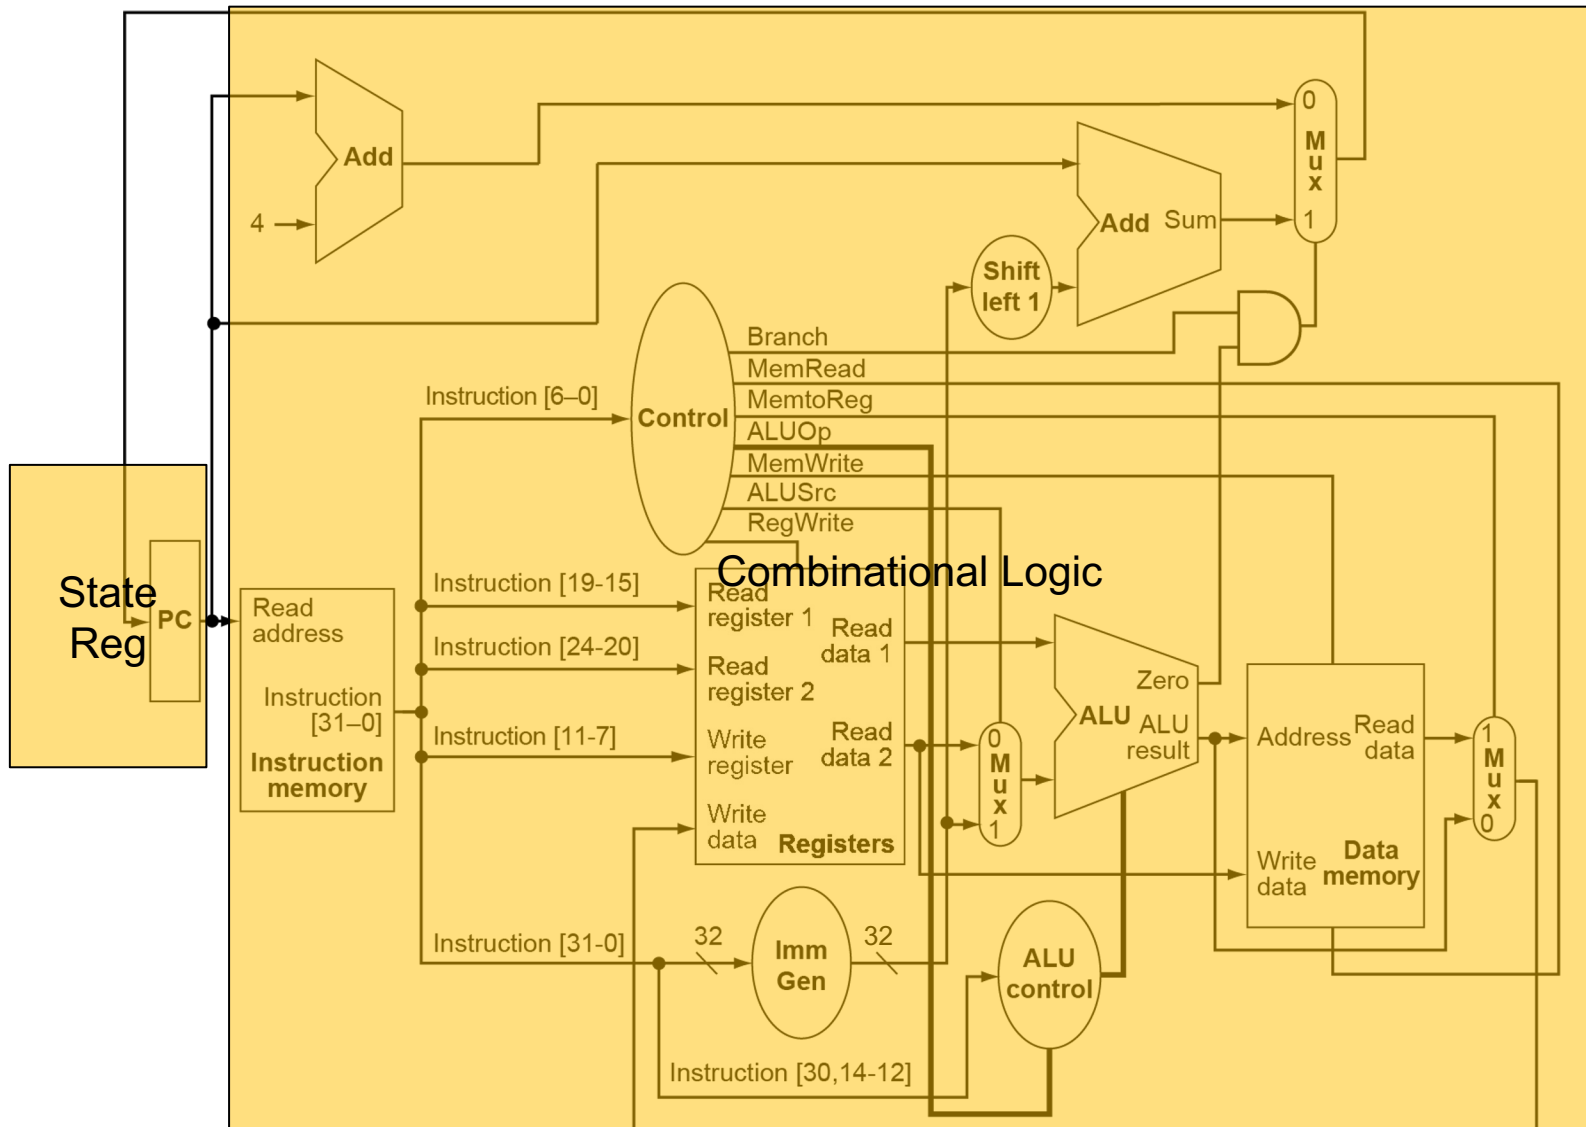 0
M
u
x
1
Add
4
Add
Sum
Shift
left 1
Branch
MemRead
MemtoReg
ALUOp
MemWrite
ALUSrc
RegWrite
Instruction [6–0]
Control
Combinational Logic
State
Reg
PC
Read
address
Instruction
[31–0]
Instruction
memory
Instruction [19-15]
Instruction [24-20]
Instruction [11-7]
Instruction [31-0]
Read
register 1
Read
register 2
Write
register
Write
data
Read
data 1
Read
data 2
Registers
0
M
u
x
1
Zero
ALU
ALU
result
Address
Read
data
Write
data
Data
memory
1
M
u
x
0
32
Imm
Gen
32
ALU
control
Instruction [30,14-12]